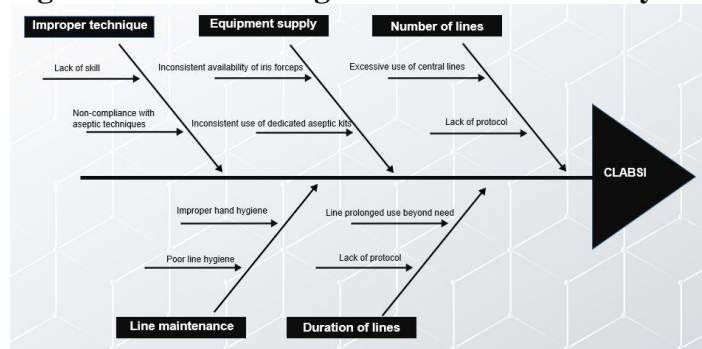 Improper technique
Equipment supply
Number of lines
Lack of skill
Inconsistent availability of iris forceps
Excessive use of central lines
Non-compliance with
aseptic techniques
Inconsistent use of dedicated aseptic kits
Lack of protocol
CLABSI
Improper hand hygiene
Line prolonged use beyond need
Poor line hygiene
Lack of protocol
Line maintenance
Duration of lines